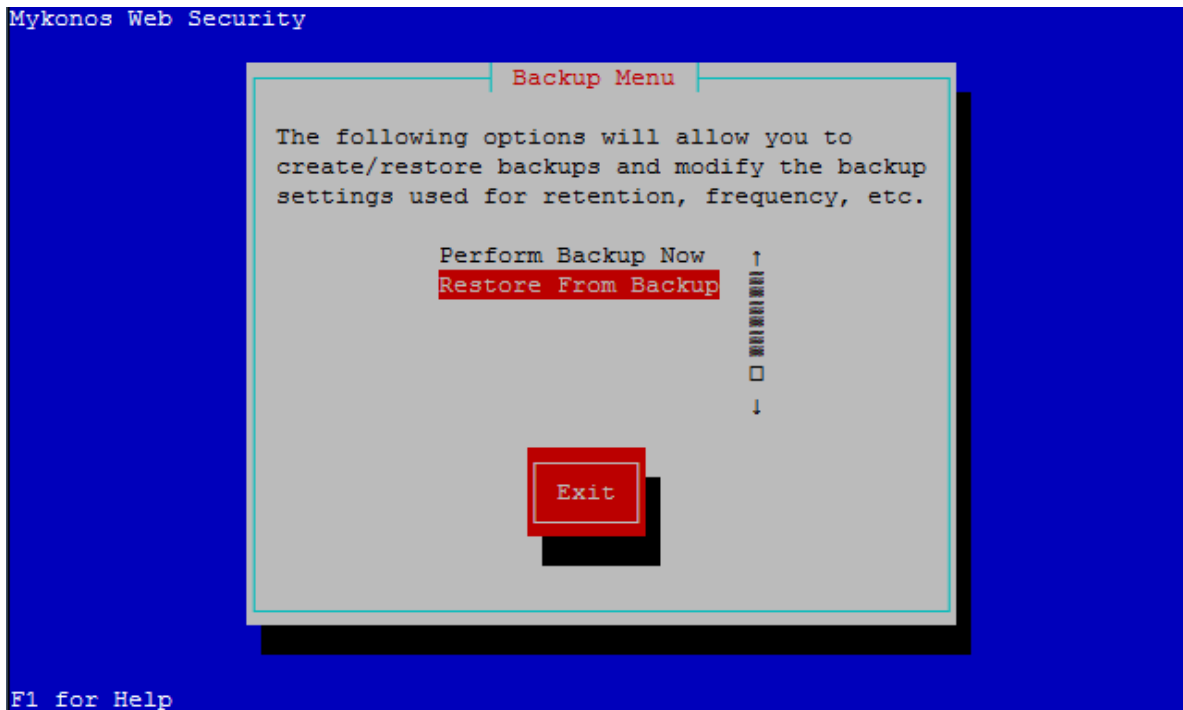 Mykonos Web Security
Backup Menu
The following options will allow you to
create/restore backups and modify the backup
settings used for retention, frequency, etc.
Perform Backup Now
Restore From Backup
Exit
F1 for Help